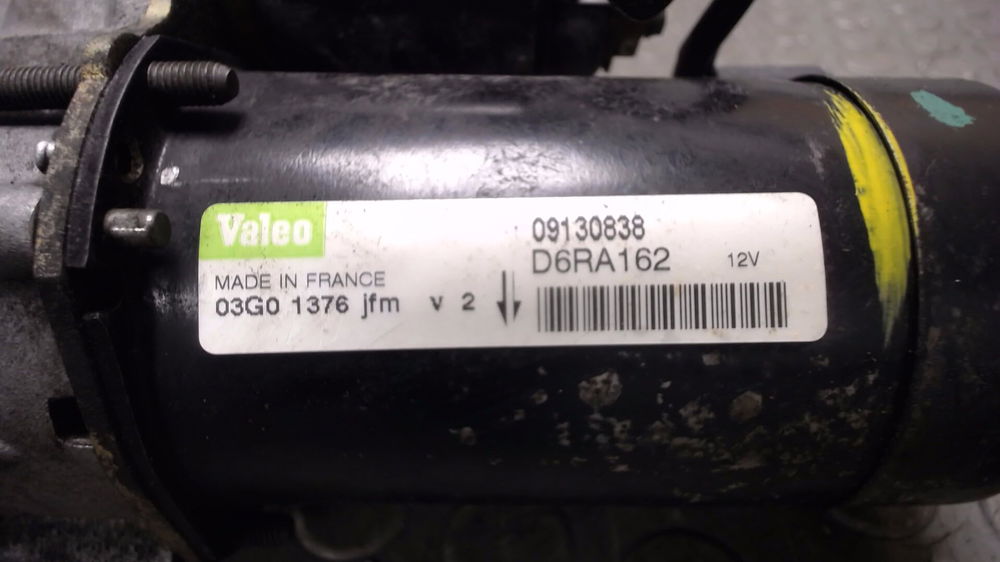 Valeo
09130838
D6RA162 12V
MADE IN FRANCE
03G0 1376 jfm v 2